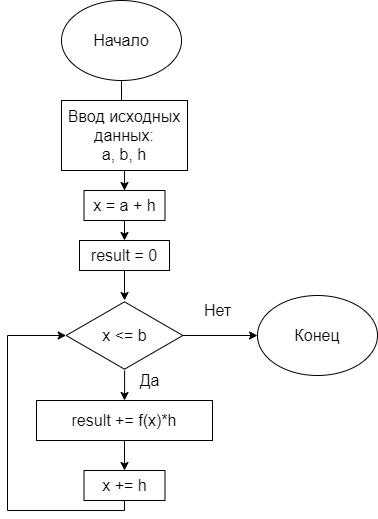 Начало
Ввод исходных
данных:
a, b, h
x = a + h
result = 0
x <= b
Нет
Конец
Да
result += f(x)*h
x += h